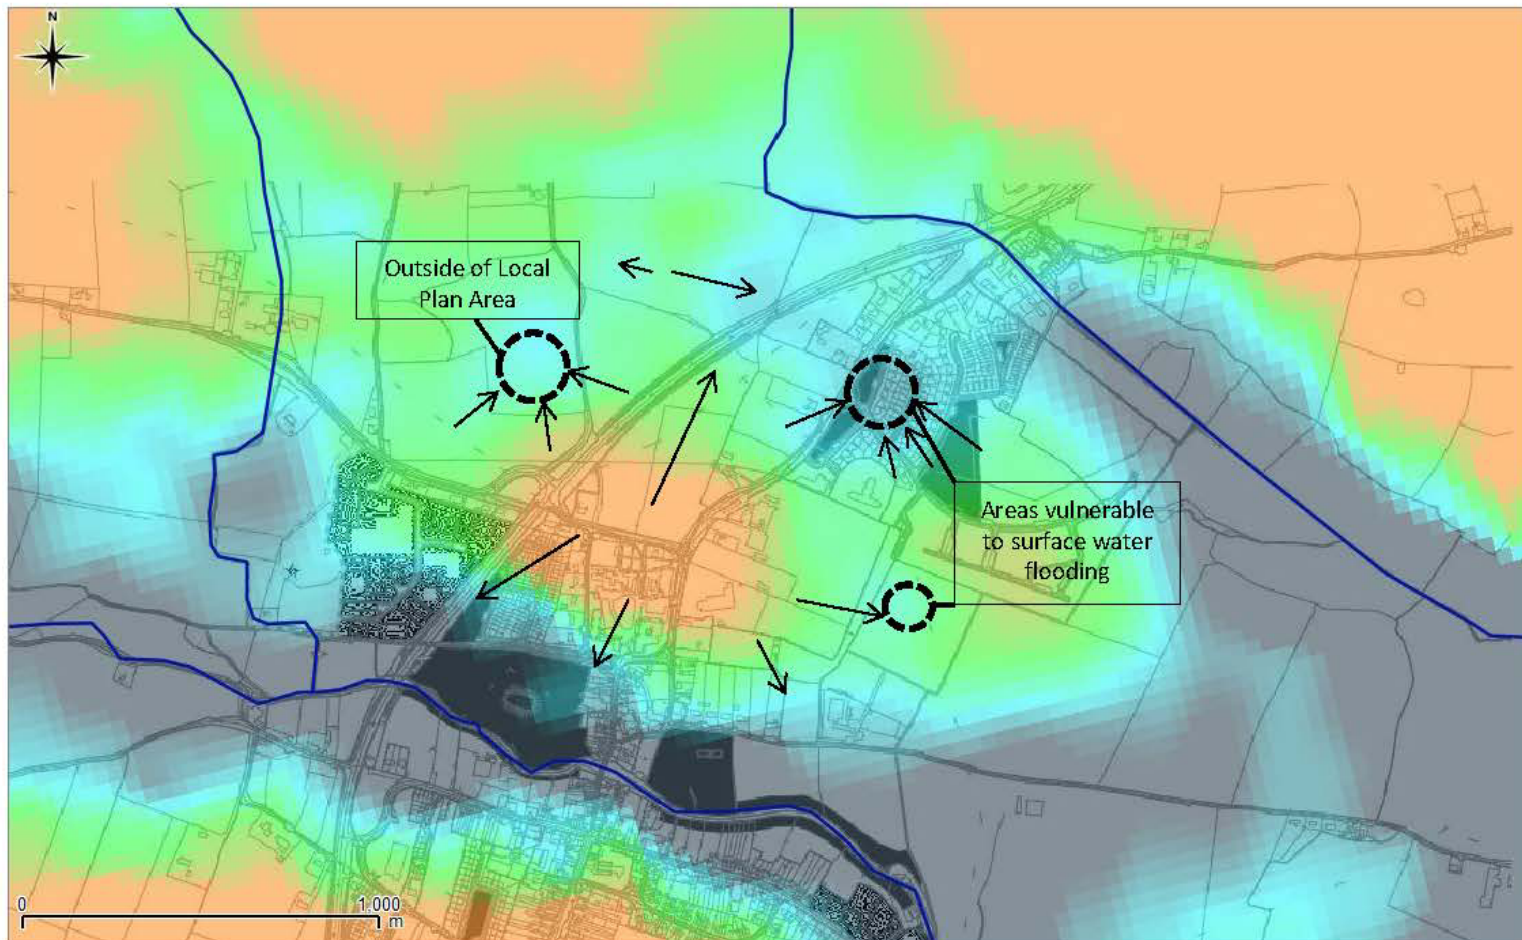 N
Outside of Local
Plan Area
Areas vulnerable
to surface water
flooding
0
1,000
m